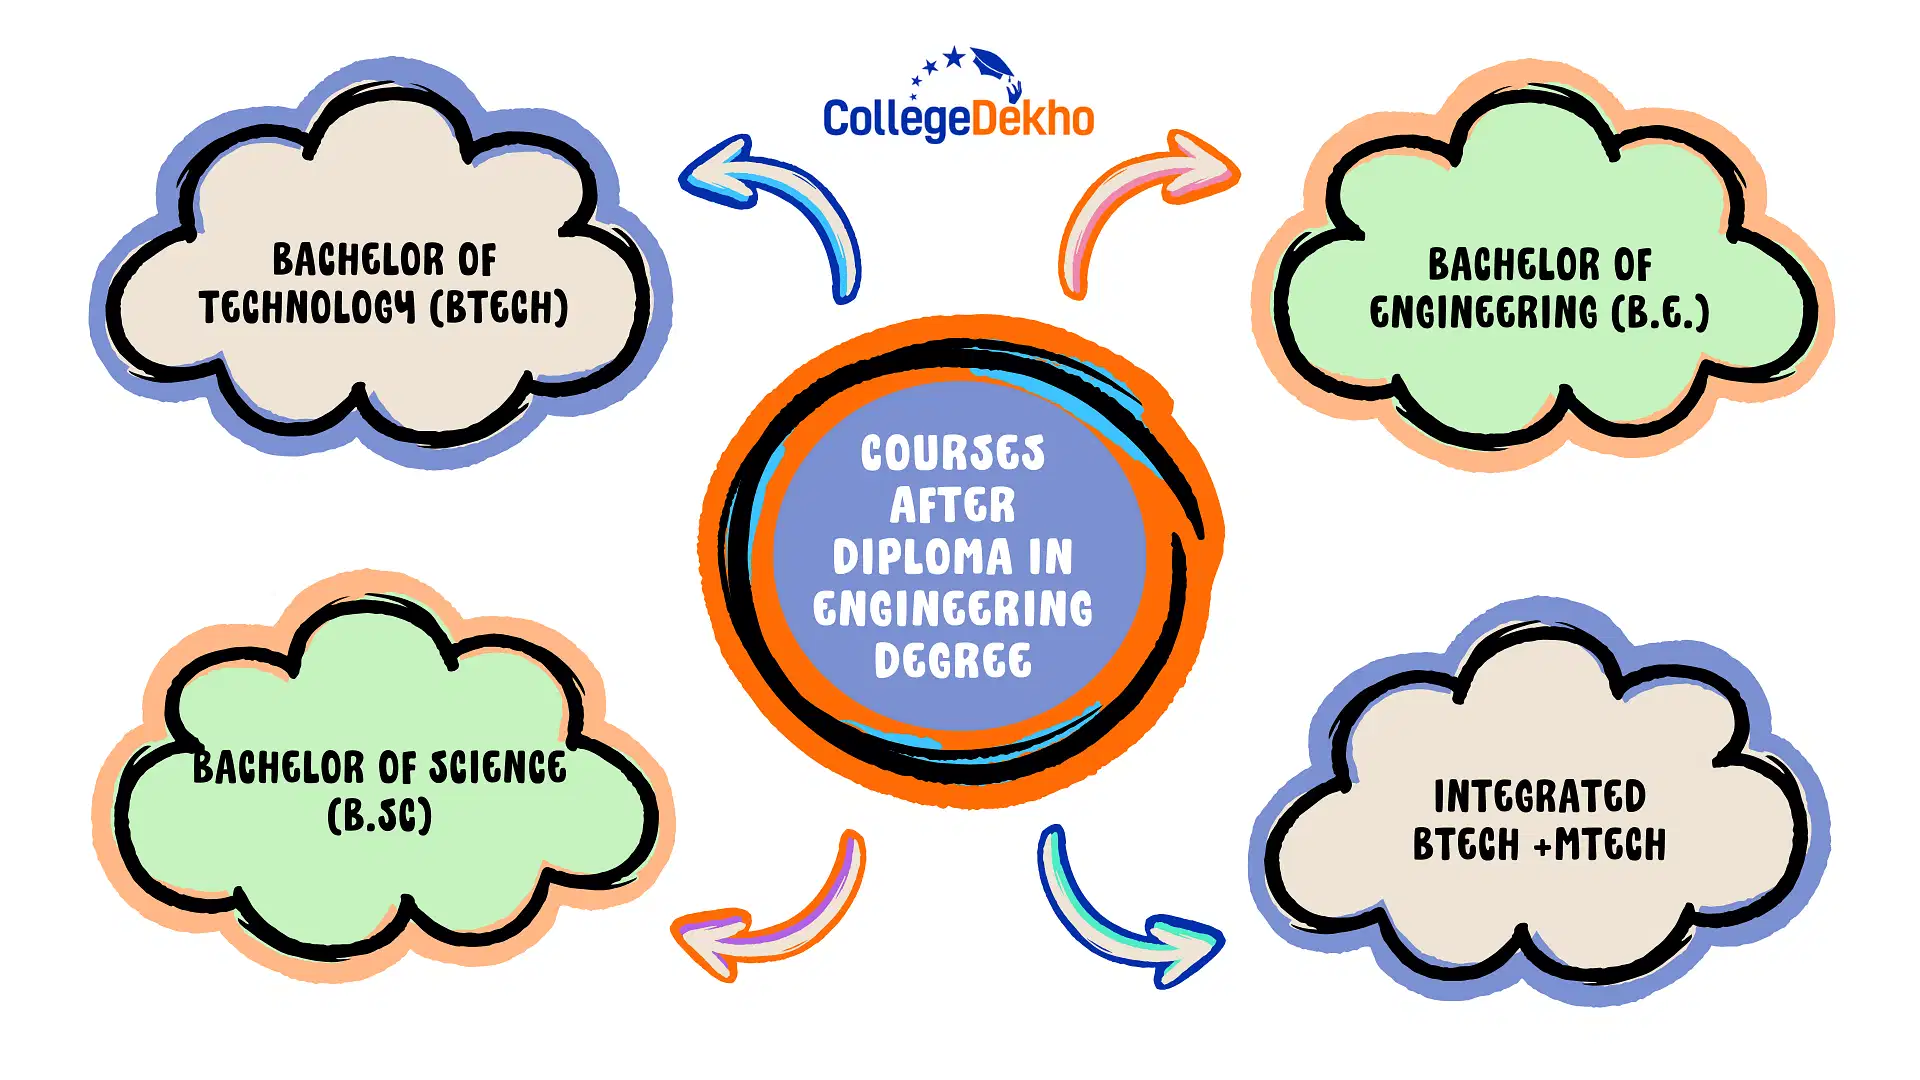 CollegeDekho
BACHELOR OF
TECHNOLOGY (BTECH)
BACHELOR OF
ENGINEERING (B.E.)
COURSES
AFTER
DIPLOMA IN
ENGINEERING
DEGREE
BACHELOR OF SCIENCE
(B.SC)
INTEGRATED
BTECH +MTECH